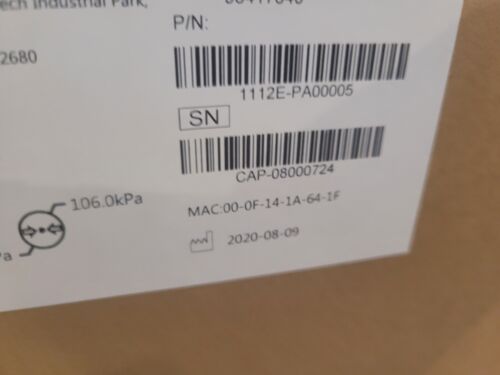 ech Industrial Park,
P/N:
2680
1112E-PA00005
SN
CAP-08000724
106.0kPa
MAC:00-0F-14-1A-64-1F
2020-08-09